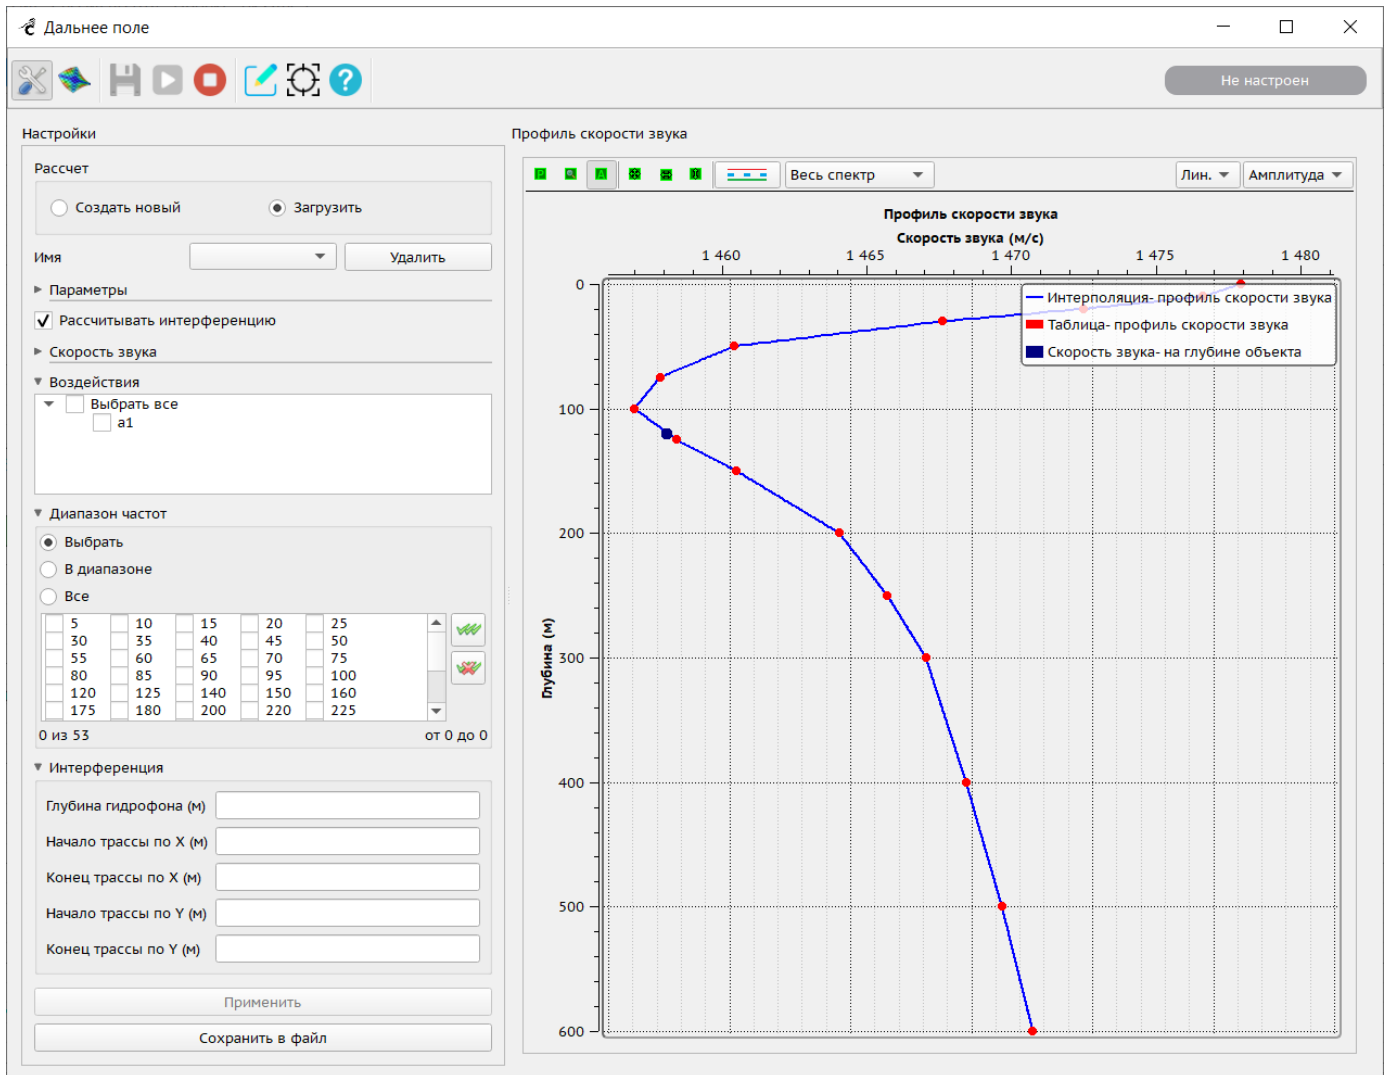 Дальнее поле
Не настроен
Настройки
Рассчет
Создать новый
Загрузить
Имя
Удалить
Параметры
Рассчитывать интерференцию
Скорость звука
Воздействия
Выбрать все
a1
Диапазон частот
Выбрать
В диапазоне
Все
5 10 15 20 25
30 35 40 45 50
55 60 65 70 75
80 85 90 95 100
120 125 140 150 160
175 180 200 220 225
0 из 53 от 0 до 0
Интерференция
Глубина гидрофона (м)
Начало трассы по X (м)
Конец трассы по X (м)
Начало трассы по Y (м)
Конец трассы по Y (м)
Применить
Сохранить в файл
Профиль скорости звука
P A
Весь спектр
Лин.
Амплитуда
Профиль скорости звука
Скорость звука (м/с)
1 460 1 465 1 470 1 475 1 480
Интерполяция- профиль скорости звука
Таблица- профиль скорости звука
Скорость звука- на глубине объекта
Глубина (м)
0
100
200
300
400
500
600